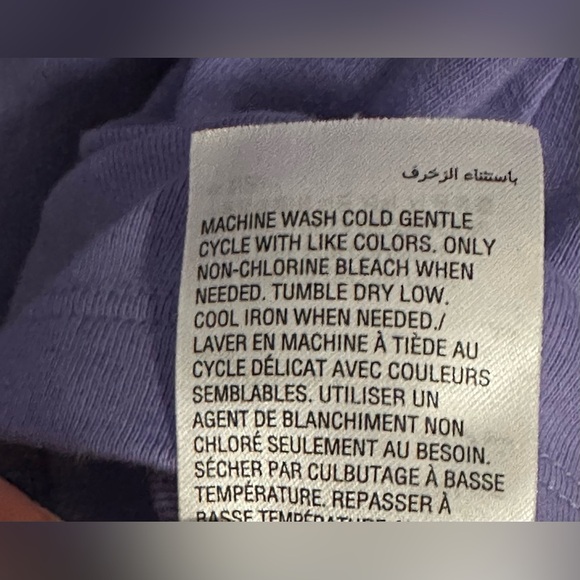 باستثناء الزخرف
MACHINE WASH COLD GENTLE
CYCLE WITH LIKE COLORS. ONLY
NON-CHLORINE BLEACH WHEN
NEEDED. TUMBLE DRY LOW.
COOL IRON WHEN NEEDED./
LAVER EN MACHINE À TIÈDE AU
CYCLE DÉLICAT AVEC COULEURS
SEMBLABLES. UTILISER UN
AGENT DE BLANCHIMENT NON
CHLORÉ SEULEMENT AU BESOIN.
SÉCHER PAR CULBUTAGE À BASSE
TEMPÉRATURE. REPASSER À
BASSE TEMPÉRATURE